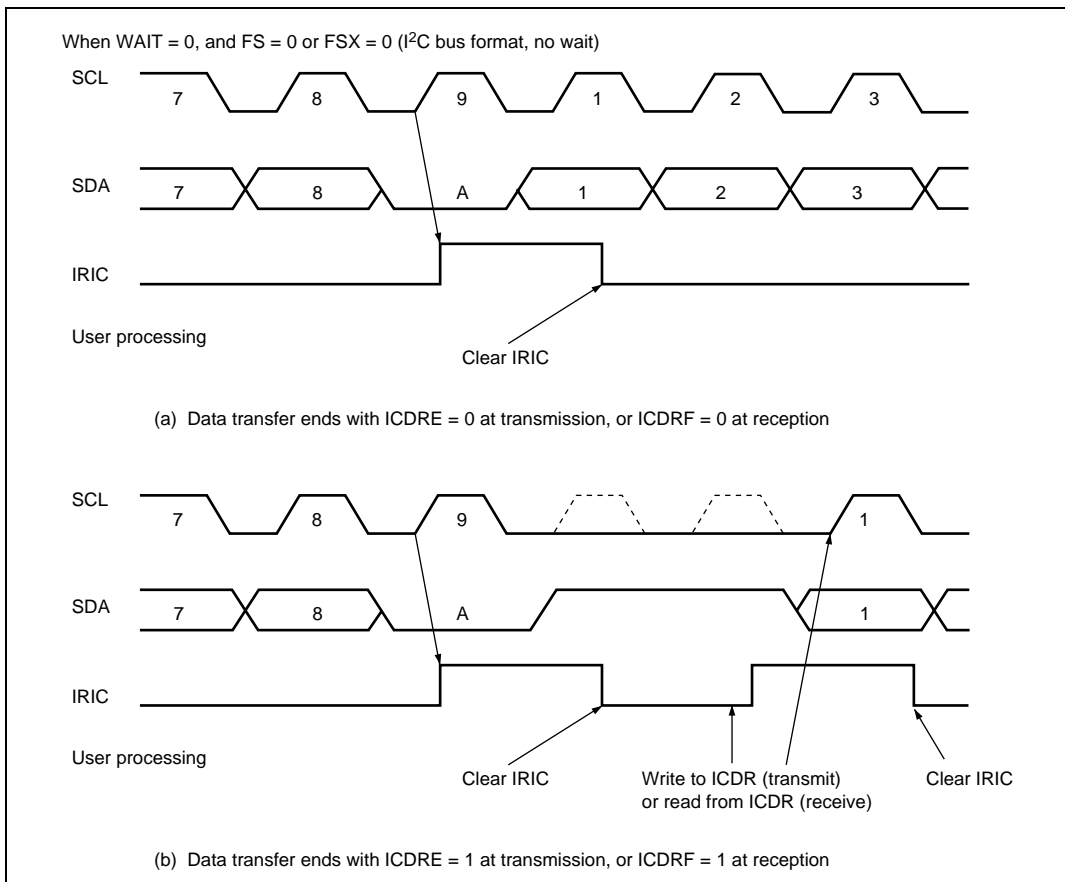 When WAIT = 0, and FS = 0 or FSX = 0 (I²C bus format, no wait)
SCL
7 8 9 1 2 3
SDA
7 8 A 1 2 3
IRIC
User processing
Clear IRIC
(a) Data transfer ends with ICDRE = 0 at transmission, or ICDRF = 0 at reception
SCL
7 8 9 1
SDA
7 8 A 1
IRIC
User processing
Clear IRIC
Write to ICDR (transmit)
or read from ICDR (receive)
Clear IRIC
(b) Data transfer ends with ICDRE = 1 at transmission, or ICDRF = 1 at reception